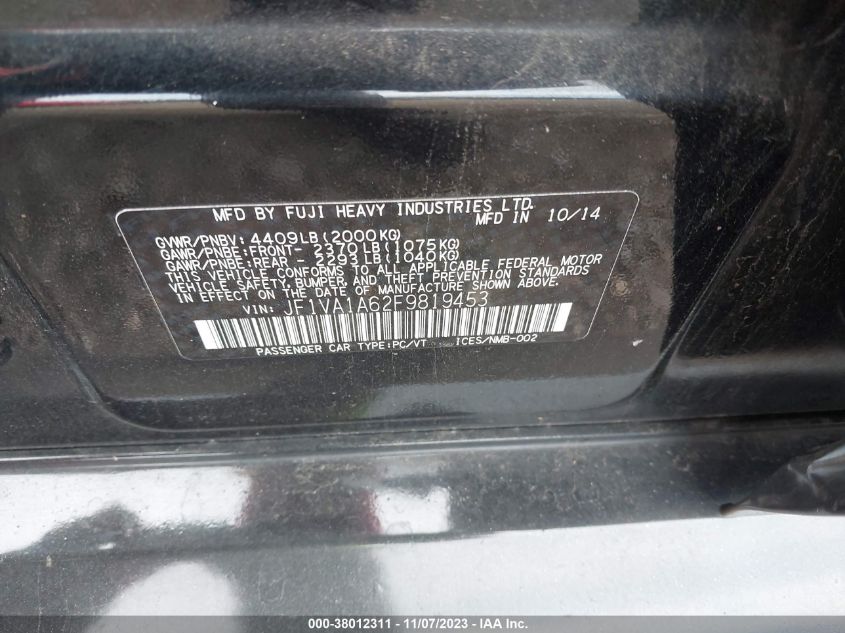 MFD BY FUJI HEAVY INDUSTRIES LTD.
MFD IN 10/14
GVWR/PNBV: 4409LB(2000KG)
GAWR/PNBE:FRONT- 2370LB(1075KG)
GAWR/PNBE:REAR - 2293LB(1040KG)
THIS VEHICLE CONFORMS TO ALL APPLICABLE FEDERAL MOTOR
VEHICLE SAFETY, BUMPER, AND THEFT PREVENTION STANDARDS
IN EFFECT ON THE DATE OF MANUFACTURE SHOWN ABOVE.
VIN: JF1VA1A62F9819453
PASSENGER CAR TYPE:PC/VT ICES/NMB-002
000-38012311 - 11/07/2023 - IAA Inc.